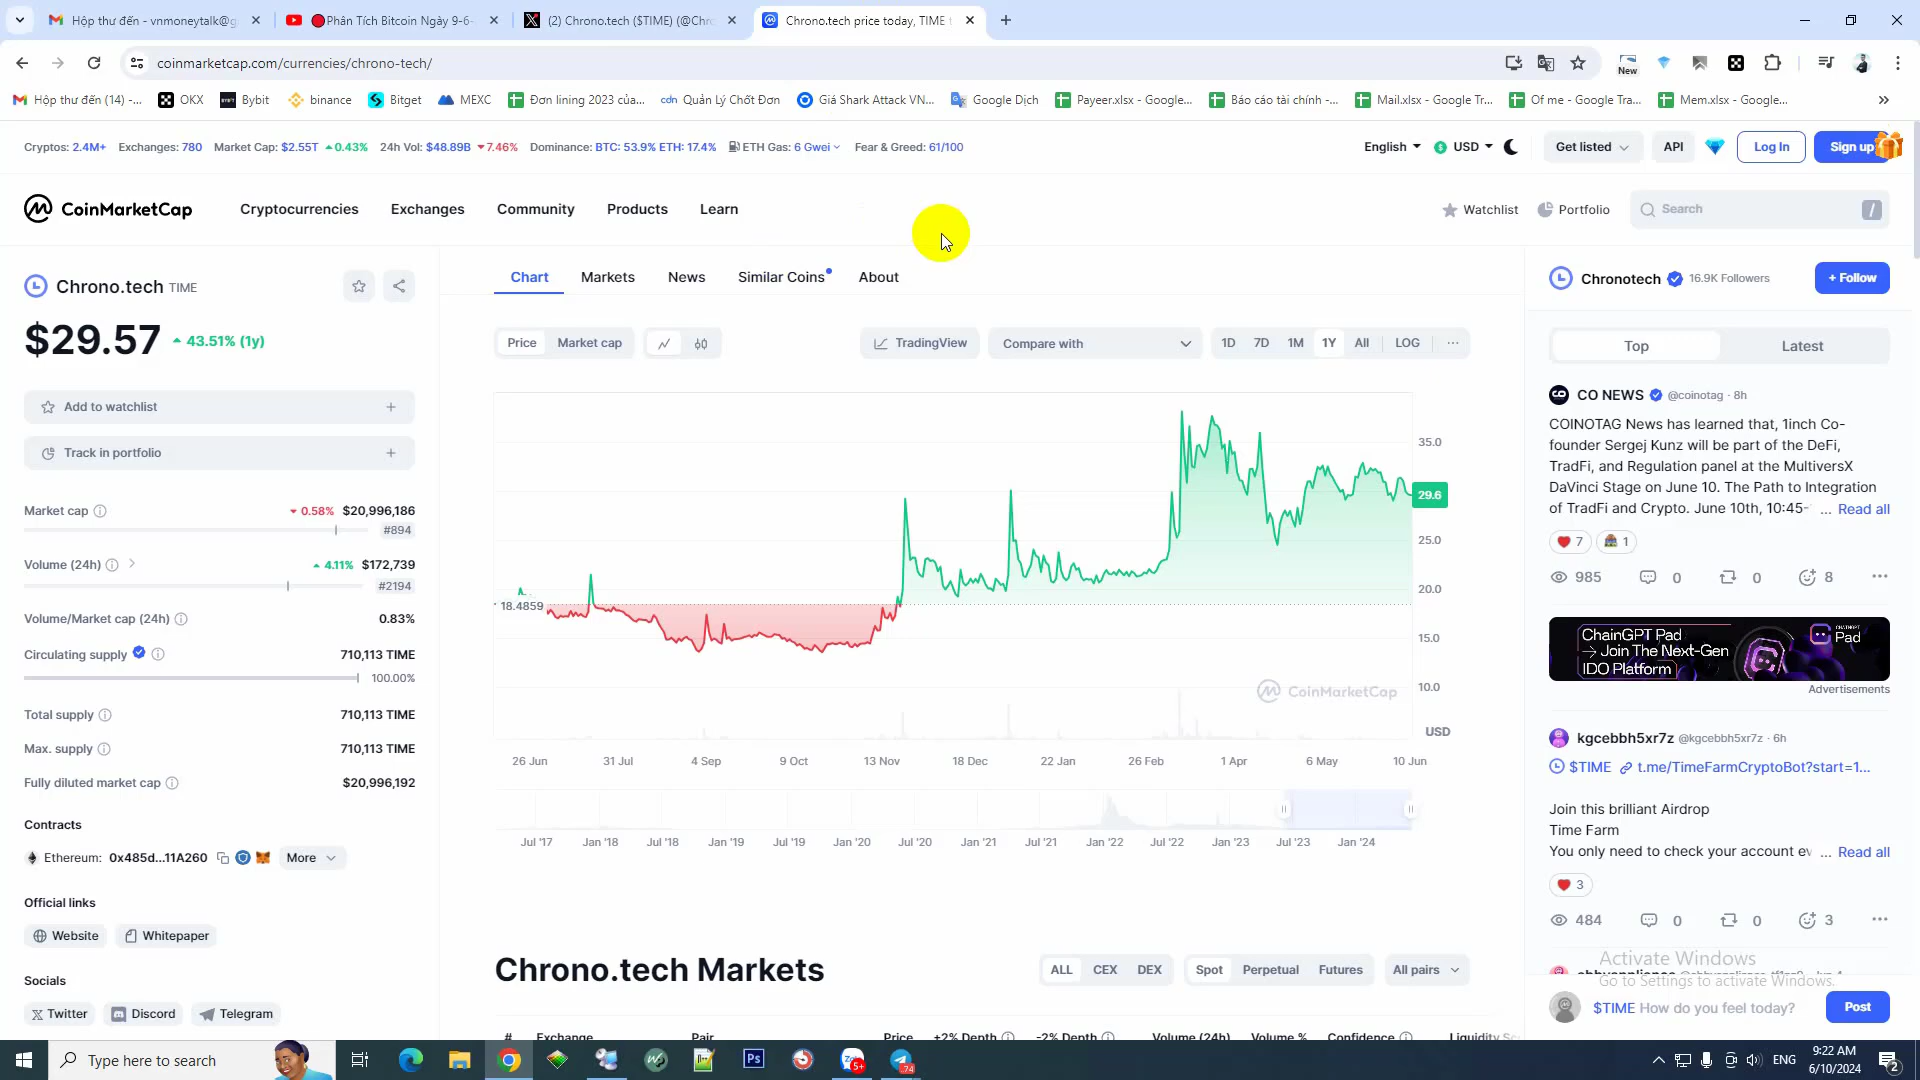 Hộp thư đến - vnmoneytalk@g
Phân Tích Bitcoin Ngày 9-6-
(2) Chrono.tech ($TIME) (@Chro
Chrono.tech price today, TIME t
coinmarketcap.com/currencies/chrono-tech/
New
Hộp thư đến (14) -...
OKX
Bybit
binance
Bitget
MEXC
Đơn lining 2023 của...
Quản Lý Chốt Đơn
Giá Shark Attack VN...
Google Dịch
Payeer.xlsx - Google...
Báo cáo tài chính -...
Mail.xlsx - Google Tr...
Of me - Google Tra...
Mem.xlsx - Google...
Cryptos: 2.4M+ Exchanges: 780 Market Cap: $2.55T 0.43% 24h Vol: $48.89B 7.46% Dominance: BTC: 53.9% ETH: 17.4% ETH Gas: 6 Gwei Fear & Greed: 61/100
English USD Get listed API Log In Sign up
CoinMarketCap
Cryptocurrencies Exchanges Community Products Learn
Watchlist Portfolio Search /
Chrono.tech TIME
$29.57 43.51% (1y)
Add to watchlist +
Track in portfolio +
Market cap 0.58% $20,996,186
#894
Volume (24h) 4.11% $172,739
#2194
Volume/Market cap (24h) 0.83%
Circulating supply 710,113 TIME
100.00%
Total supply 710,113 TIME
Max. supply 710,113 TIME
Fully diluted market cap $20,996,192
Contracts
Ethereum: 0x485d...11A260 More
Official links
Website Whitepaper
Socials
Twitter Discord Telegram
Chart Markets News Similar Coins About
Price Market cap
TradingView Compare with 1D 7D 1M 1Y All LOG ...
35.0
29.6
25.0
20.0
18.4859
15.0
10.0
CoinMarketCap
USD
26 Jun 31 Jul 4 Sep 9 Oct 13 Nov 18 Dec 22 Jan 26 Feb 1 Apr 6 May 10 Jun
Jul '17 Jan '18 Jul '18 Jan '19 Jul '19 Jan '20 Jul '20 Jan '21 Jul '21 Jan '22 Jul '22 Jan '23 Jul '23 Jan '24
Chrono.tech Markets
ALL CEX DEX Spot Perpetual Futures All pairs
# Exchange Pair Price +2% Depth -2% Depth Volume (24h) Volume % Confidence Liquidity Sc
Chronotech 16.9K Followers + Follow
Top Latest
CO NEWS @coinotag · 8h
COINOTAG News has learned that, 1inch Co-
founder Sergej Kunz will be part of the DeFi,
TradFi, and Regulation panel at the MultiversX
DaVinci Stage on June 10. The Path to Integration
of TradFi and Crypto. June 10th, 10:45- ... Read all
7 1
985 0 0 8 ...
ChainGPT Pad
→ Join The Next-Gen
IDO Platform
CHAINGPT
Pad
Advertisements
kgcebbh5xr7z @kgcebbh5xr7z · 6h
$TIME t.me/TimeFarmCryptoBot?start=1...
Join this brilliant Airdrop
Time Farm
You only need to check your account ev ... Read all
3
484 0 0 3 ...
Activate Windows
Go to Settings to activate Windows.
$TIME How do you feel today? Post
Type here to search
Ps
5+
74
ENG
9:22 AM
6/10/2024
2